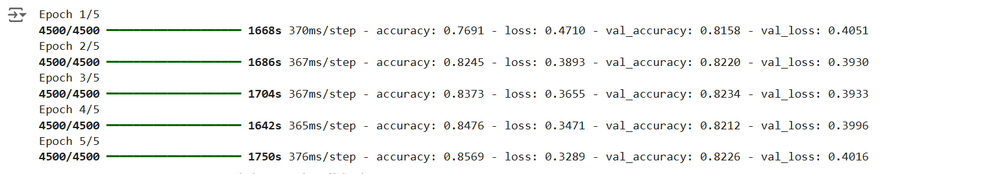 Epoch 1/5
4500/4500 ━━━━━━━━━━━━━━━━━━━━ 1668s 370ms/step - accuracy: 0.7691 - loss: 0.4710 - val_accuracy: 0.8158 - val_loss: 0.4051
Epoch 2/5
4500/4500 ━━━━━━━━━━━━━━━━━━━━ 1686s 367ms/step - accuracy: 0.8245 - loss: 0.3893 - val_accuracy: 0.8220 - val_loss: 0.3930
Epoch 3/5
4500/4500 ━━━━━━━━━━━━━━━━━━━━ 1704s 367ms/step - accuracy: 0.8373 - loss: 0.3655 - val_accuracy: 0.8234 - val_loss: 0.3933
Epoch 4/5
4500/4500 ━━━━━━━━━━━━━━━━━━━━ 1642s 365ms/step - accuracy: 0.8476 - loss: 0.3471 - val_accuracy: 0.8212 - val_loss: 0.3996
Epoch 5/5
4500/4500 ━━━━━━━━━━━━━━━━━━━━ 1750s 376ms/step - accuracy: 0.8569 - loss: 0.3289 - val_accuracy: 0.8226 - val_loss: 0.4016